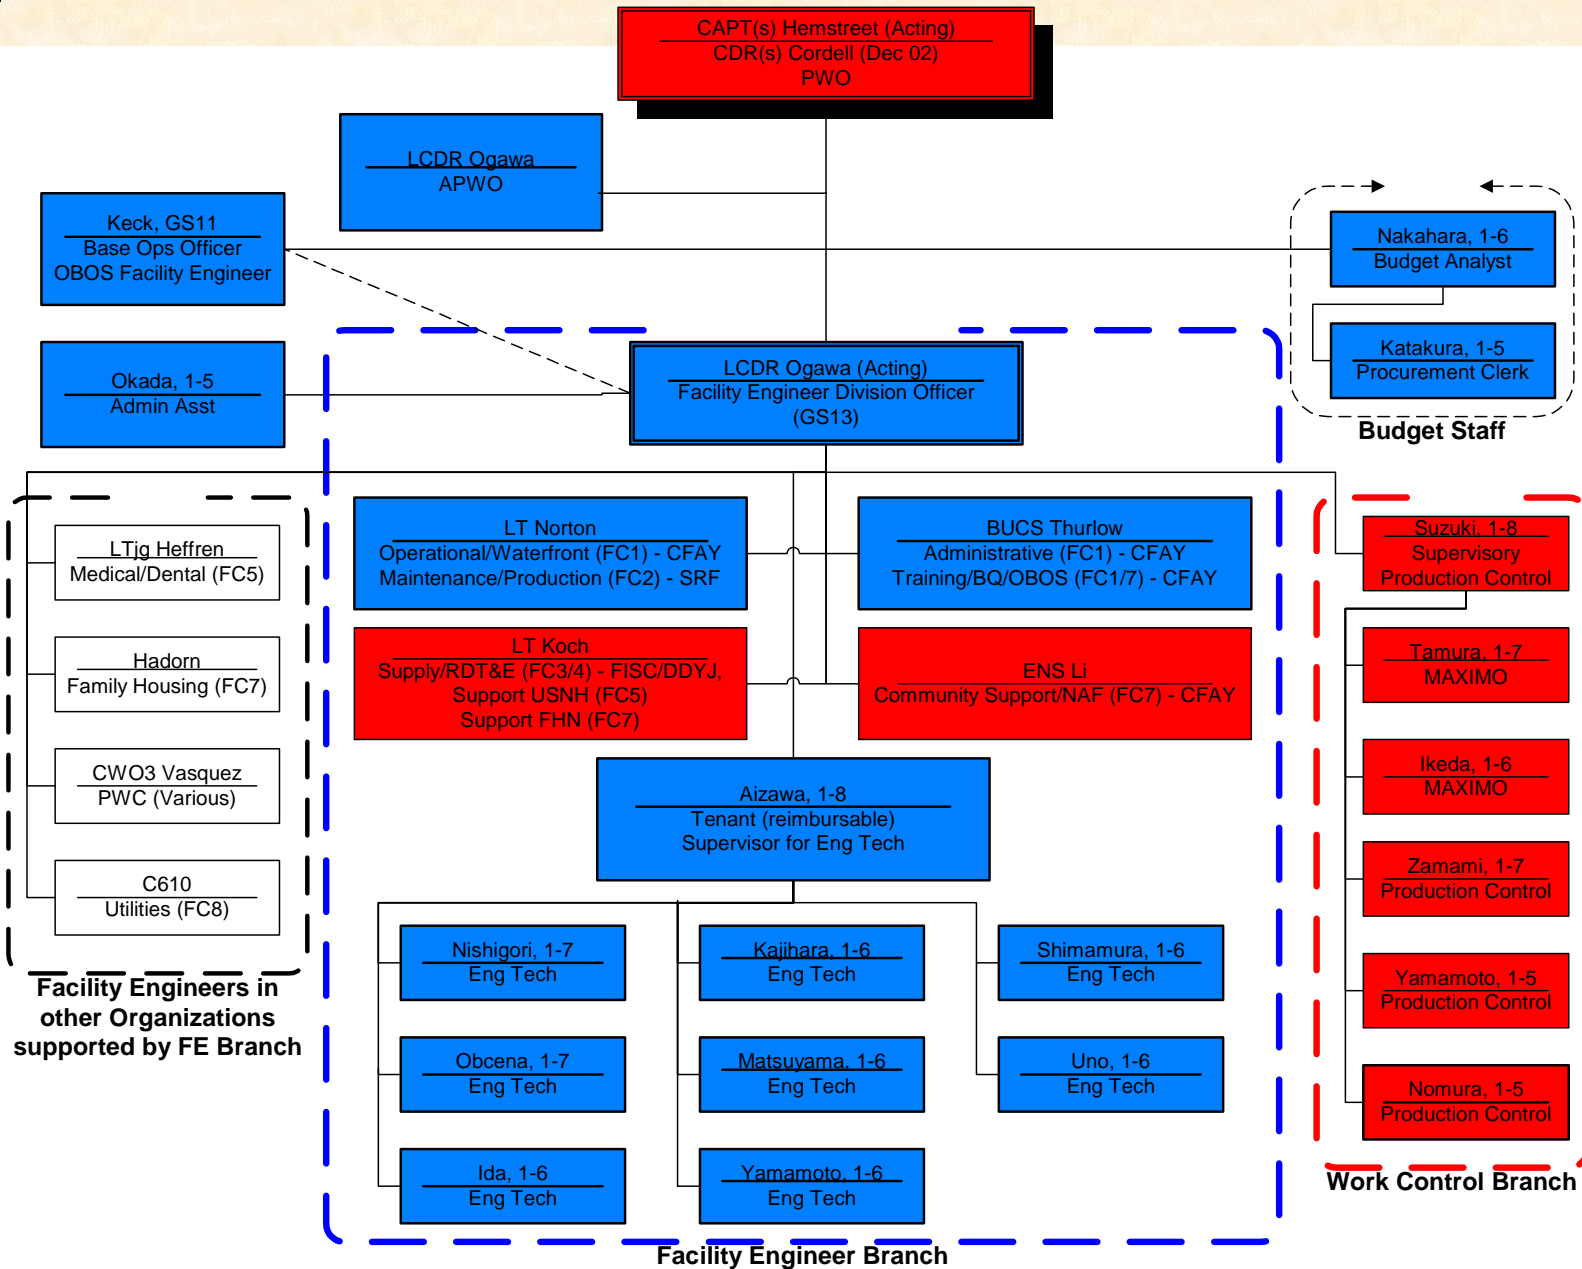 CAPT(s) Hemstreet (Acting)
CDR(s) Cordell (Dec 02)
PWO
LCDR Ogawa
APWO
Keck, GS11
Base Ops Officer
OBOS Facility Engineer
Nakahara, 1-6
Budget Analyst
Katakura, 1-5
Procurement Clerk
Budget Staff
Okada, 1-5
Admin Asst
LCDR Ogawa (Acting)
Facility Engineer Division Officer
(GS13)
LTjg Heffren
Medical/Dental (FC5)
Hadorn
Family Housing (FC7)
CWO3 Vasquez
PWC (Various)
C610
Utilities (FC8)
Facility Engineers in
other Organizations
supported by FE Branch
LT Norton
Operational/Waterfront (FC1) - CFAY
Maintenance/Production (FC2) - SRF
BUCS Thurlow
Administrative (FC1) - CFAY
Training/BQ/OBOS (FC1/7) - CFAY
LT Koch
Supply/RDT&E (FC3/4) - FISC/DDYJ,
Support USNH (FC5)
Support FHN (FC7)
ENS Li
Community Support/NAF (FC7) - CFAY
Aizawa, 1-8
Tenant (reimbursable)
Supervisor for Eng Tech
Nishigori, 1-7
Eng Tech
Kajihara, 1-6
Eng Tech
Shimamura, 1-6
Eng Tech
Obcena, 1-7
Eng Tech
Matsuyama, 1-6
Eng Tech
Uno, 1-6
Eng Tech
Ida, 1-6
Eng Tech
Yamamoto, 1-6
Eng Tech
Facility Engineer Branch
Suzuki, 1-8
Supervisory
Production Control
Tamura, 1-7
MAXIMO
Ikeda, 1-6
MAXIMO
Zamami, 1-7
Production Control
Yamamoto, 1-5
Production Control
Nomura, 1-5
Production Control
Work Control Branch